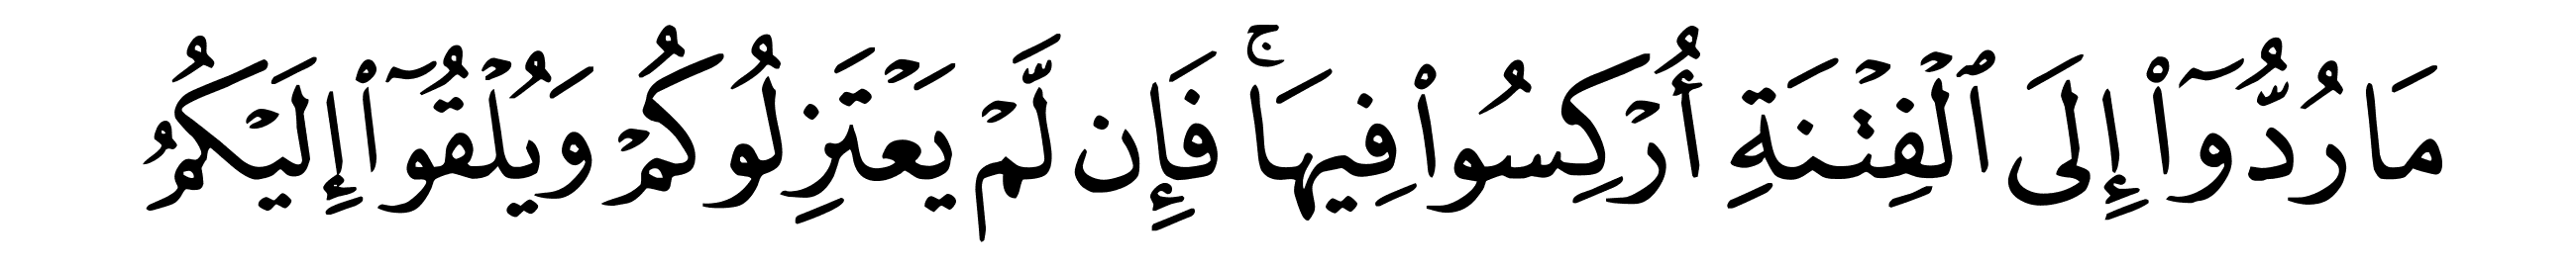 مَا رُدُّوٓا۟ إِلَى ٱلْفِتْنَةِ أُرْكِسُوا۟ فِيهَا ۚ فَإِن لَّمْ يَعْتَزِلُوكُمْ وَيُلْقُوٓا۟ إِلَيْكُمُ